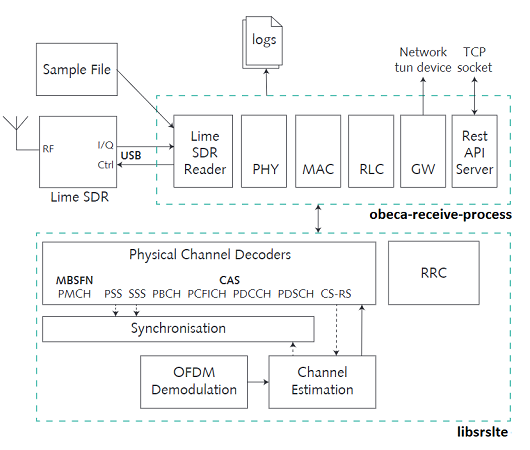 logs
Network
tun device
TCP
socket
Sample File
RF
I/Q
Ctrl
USB
Lime SDR
Lime
SDR
Reader
PHY
MAC
RLC
GW
Rest
API
Server
obeca-receive-process
Physical Channel Decoders
MBSFN
CAS
PMCH PSS SSS PBCH PCFICH PDCCH PDSCH CS-RS
RRC
Synchronisation
OFDM
Demodulation
Channel
Estimation
libsrslte